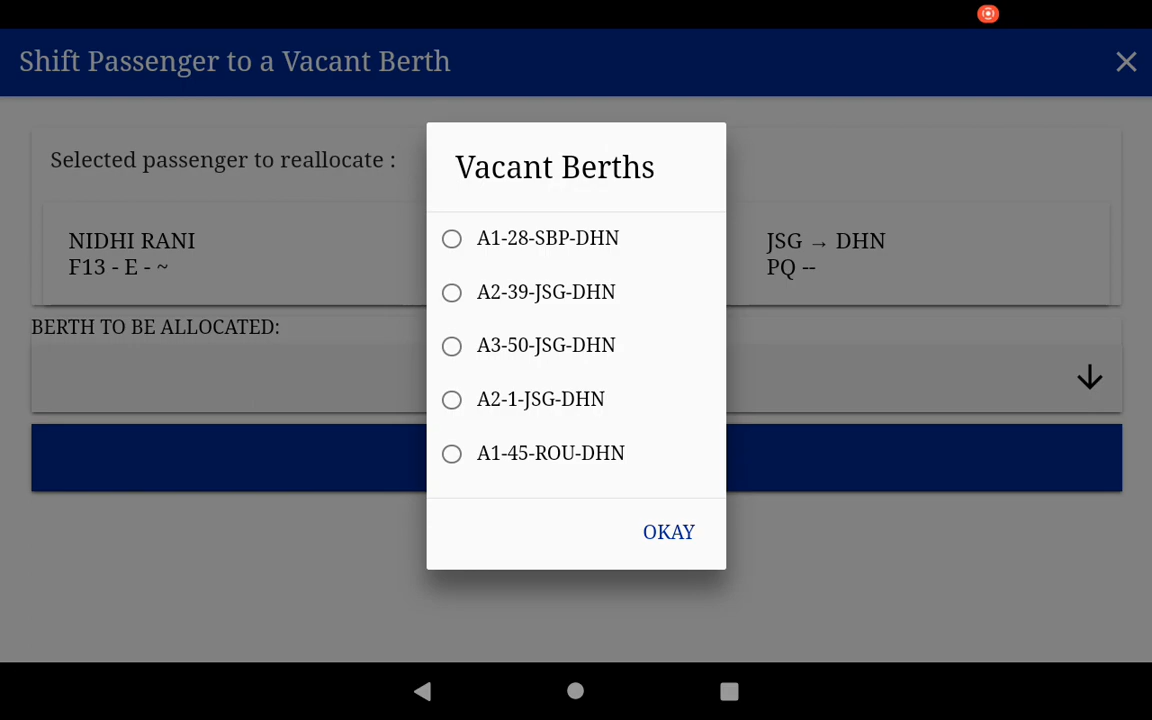 Shift Passenger to a Vacant Berth
Selected passenger to reallocate :
NIDHI RANI
F13 - E - ~
JSG → DHN
PQ --
BERTH TO BE ALLOCATED:
Vacant Berths
A1-28-SBP-DHN
A2-39-JSG-DHN
A3-50-JSG-DHN
A2-1-JSG-DHN
A1-45-ROU-DHN
OKAY